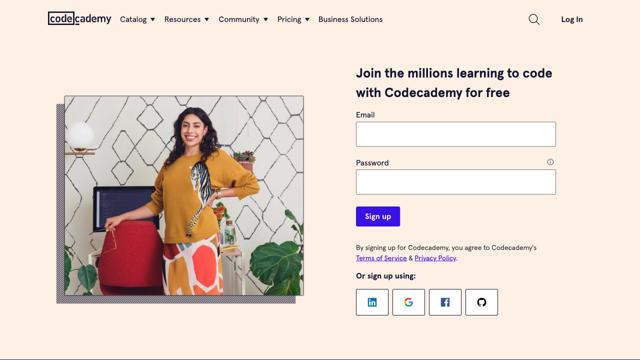 codecademy
Catalog
Resources
Community
Pricing
Business Solutions
Log In
Join the millions learning to code
with Codecademy for free
Email
Password
Sign up
By signing up for Codecademy, you agree to Codecademy's
Terms of Service & Privacy Policy.
Or sign up using: